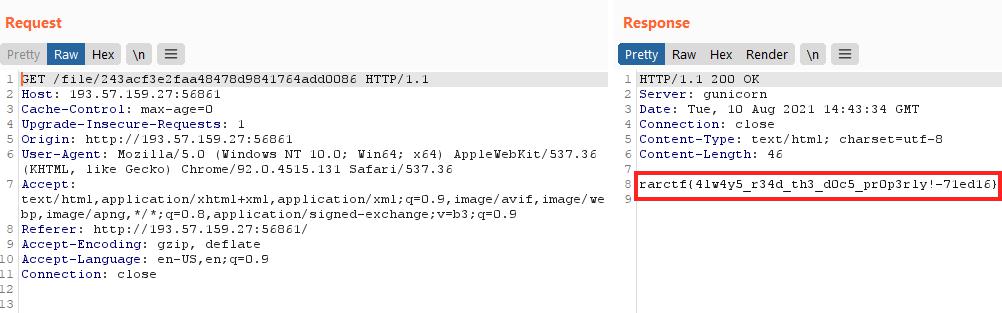 Request
Pretty Raw Hex \n ≡
1 GET /file/243acf3e2faa48478d9841764add0086 HTTP/1.1
2 Host: 193.57.159.27:56861
3 Cache-Control: max-age=0
4 Upgrade-Insecure-Requests: 1
5 Origin: http://193.57.159.27:56861
6 User-Agent: Mozilla/5.0 (Windows NT 10.0; Win64; x64) AppleWebKit/537.36
(KHTML, like Gecko) Chrome/92.0.4515.131 Safari/537.36
7 Accept:
text/html,application/xhtml+xml,application/xml;q=0.9,image/avif,image/we
bp,image/apng,*/*;q=0.8,application/signed-exchange;v=b3;q=0.9
8 Referer: http://193.57.159.27:56861/
9 Accept-Encoding: gzip, deflate
10 Accept-Language: en-US,en;q=0.9
11 Connection: close
12
13
Response
Pretty Raw Hex Render \n ≡
1 HTTP/1.1 200 OK
2 Server: gunicorn
3 Date: Tue, 10 Aug 2021 14:43:34 GMT
4 Connection: close
5 Content-Type: text/html; charset=utf-8
6 Content-Length: 46
7
8 rarctf{4lw4y5_r34d_th3_d0c5_pr0p3rly!-71ed16}
9